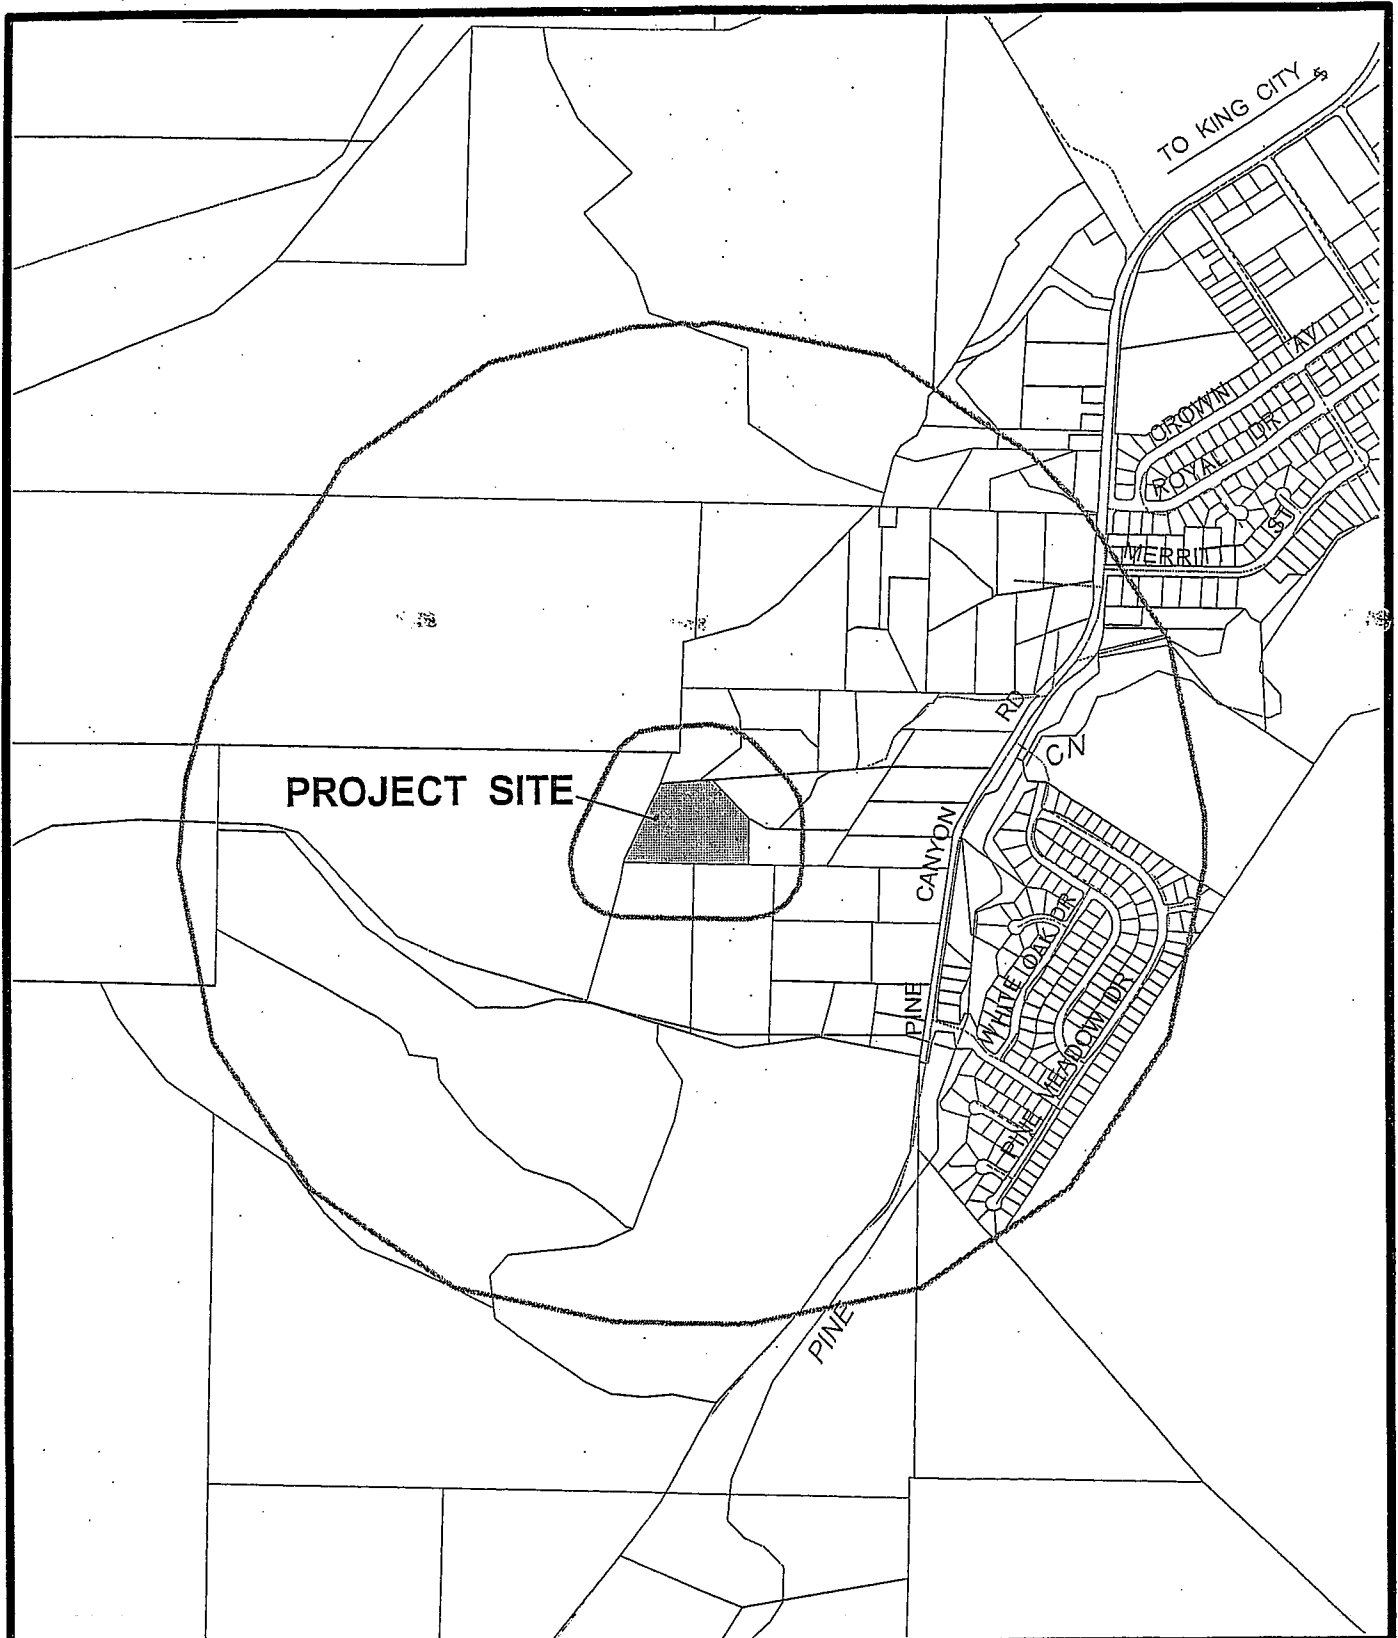 TO KING CITY
CROWN AV
ROYAL DR
MERRITT ST
RD
CN
PROJECT SITE
CANYON
WHITE OAK DR
PINE
PINE MEADOW DR
PINE